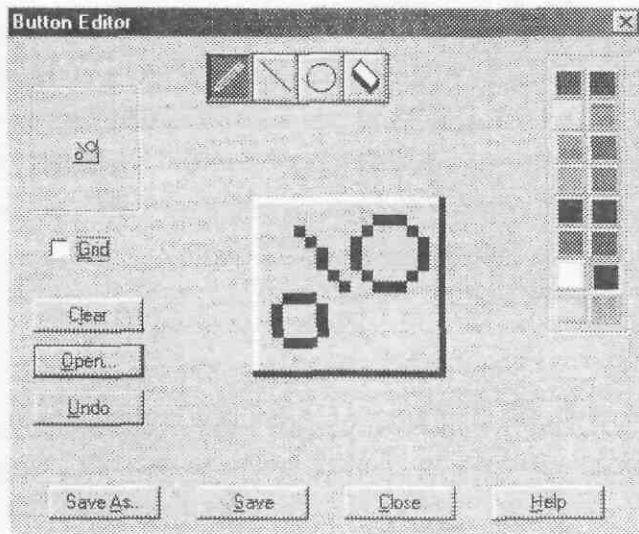 Button Editor
Grid
Clear
Open...
Undo
Save As...
Save
Close
Help